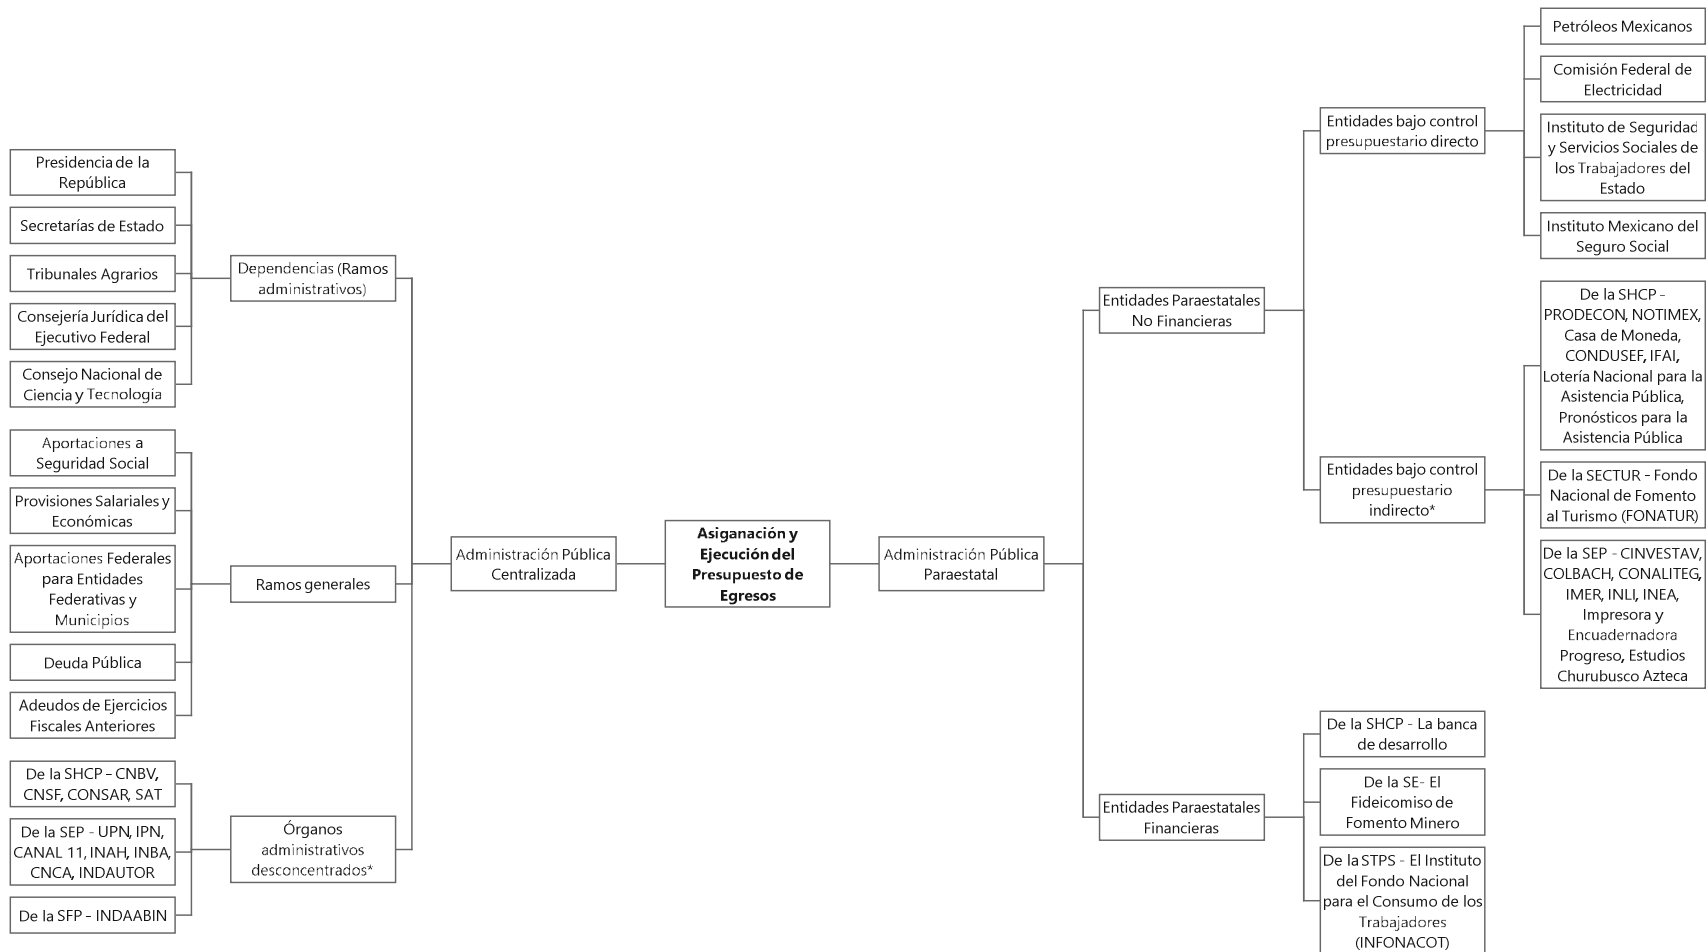 Presidencia de la
República
Secretarías de Estado
Tribunales Agrarios
Consejería Jurídica del
Ejecutivo Federal
Consejo Nacional de
Ciencia y Tecnología
Dependencias (Ramos
administrativos)
Aportaciones a
Seguridad Social
Provisiones Salariales y
Económicas
Aportaciones Federales
para Entidades
Federativas y
Municipios
Deuda Pública
Adeudos de Ejercicios
Fiscales Anteriores
Ramos generales
De la SHCP – CNBV,
CNSF, CONSAR, SAT
De la SEP - UPN, IPN,
CANAL 11, INAH, INBA,
CNCA, INDAUTOR
De la SFP – INDAABIN
Órganos
administrativos
desconcentrados*
Administración Pública
Centralizada
Asiganación y
Ejecución del
Presupuesto de
Egresos
Administración Pública
Paraestatal
Entidades Paraestatales
No Financieras
Entidades bajo control
presupuestario directo
Petróleos Mexicanos
Comisión Federal de
Electricidad
Instituto de Seguridad
y Servicios Sociales de
los Trabajadores del
Estado
Instituto Mexicano del
Seguro Social
Entidades bajo control
presupuestario
indirecto*
De la SHCP -
PRODECON, NOTIMEX,
Casa de Moneda,
CONDUSEF, IFAI,
Lotería Nacional para la
Asistencia Pública,
Pronósticos para la
Asistencia Pública
De la SECTUR – Fondo
Nacional de Fomento
al Turismo (FONATUR)
De la SEP - CINVESTAV,
COLBACH, CONALITEG,
IMER, INLI, INEA,
Impresora y
Encuadernadora
Progreso, Estudios
Churubusco Azteca
Entidades Paraestatales
Financieras
De la SHCP - La banca
de desarrollo
De la SE- El
Fideicomiso de
Fomento Minero
De la STPS - El Instituto
del Fondo Nacional
para el Consumo de los
Trabajadores
(INFONACOT)